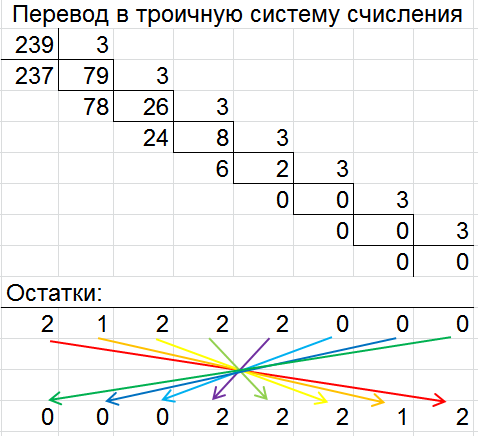 Перевод в троичную систему счисления
239 3
237 79 3
78 26 3
24 8 3
6 2 3
0 0 3
0 0 3
0 0
Остатки:
2 1 2 2 2 0 0 0
0 0 0 2 2 2 1 2